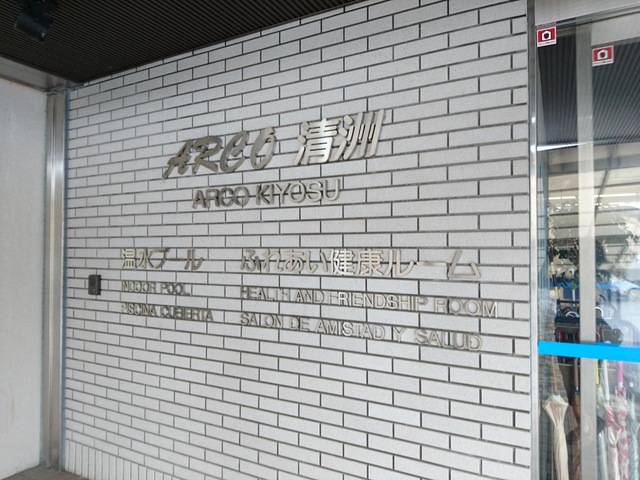 ARCO 清洲
ARCO KIYOSU
温水プール ふれあい健康ルーム
INDOOR POOL HEALTH AND FRIENDSHIP ROOM
PISCINA CUBIERTA SALON DE AMISTAD Y SALUD